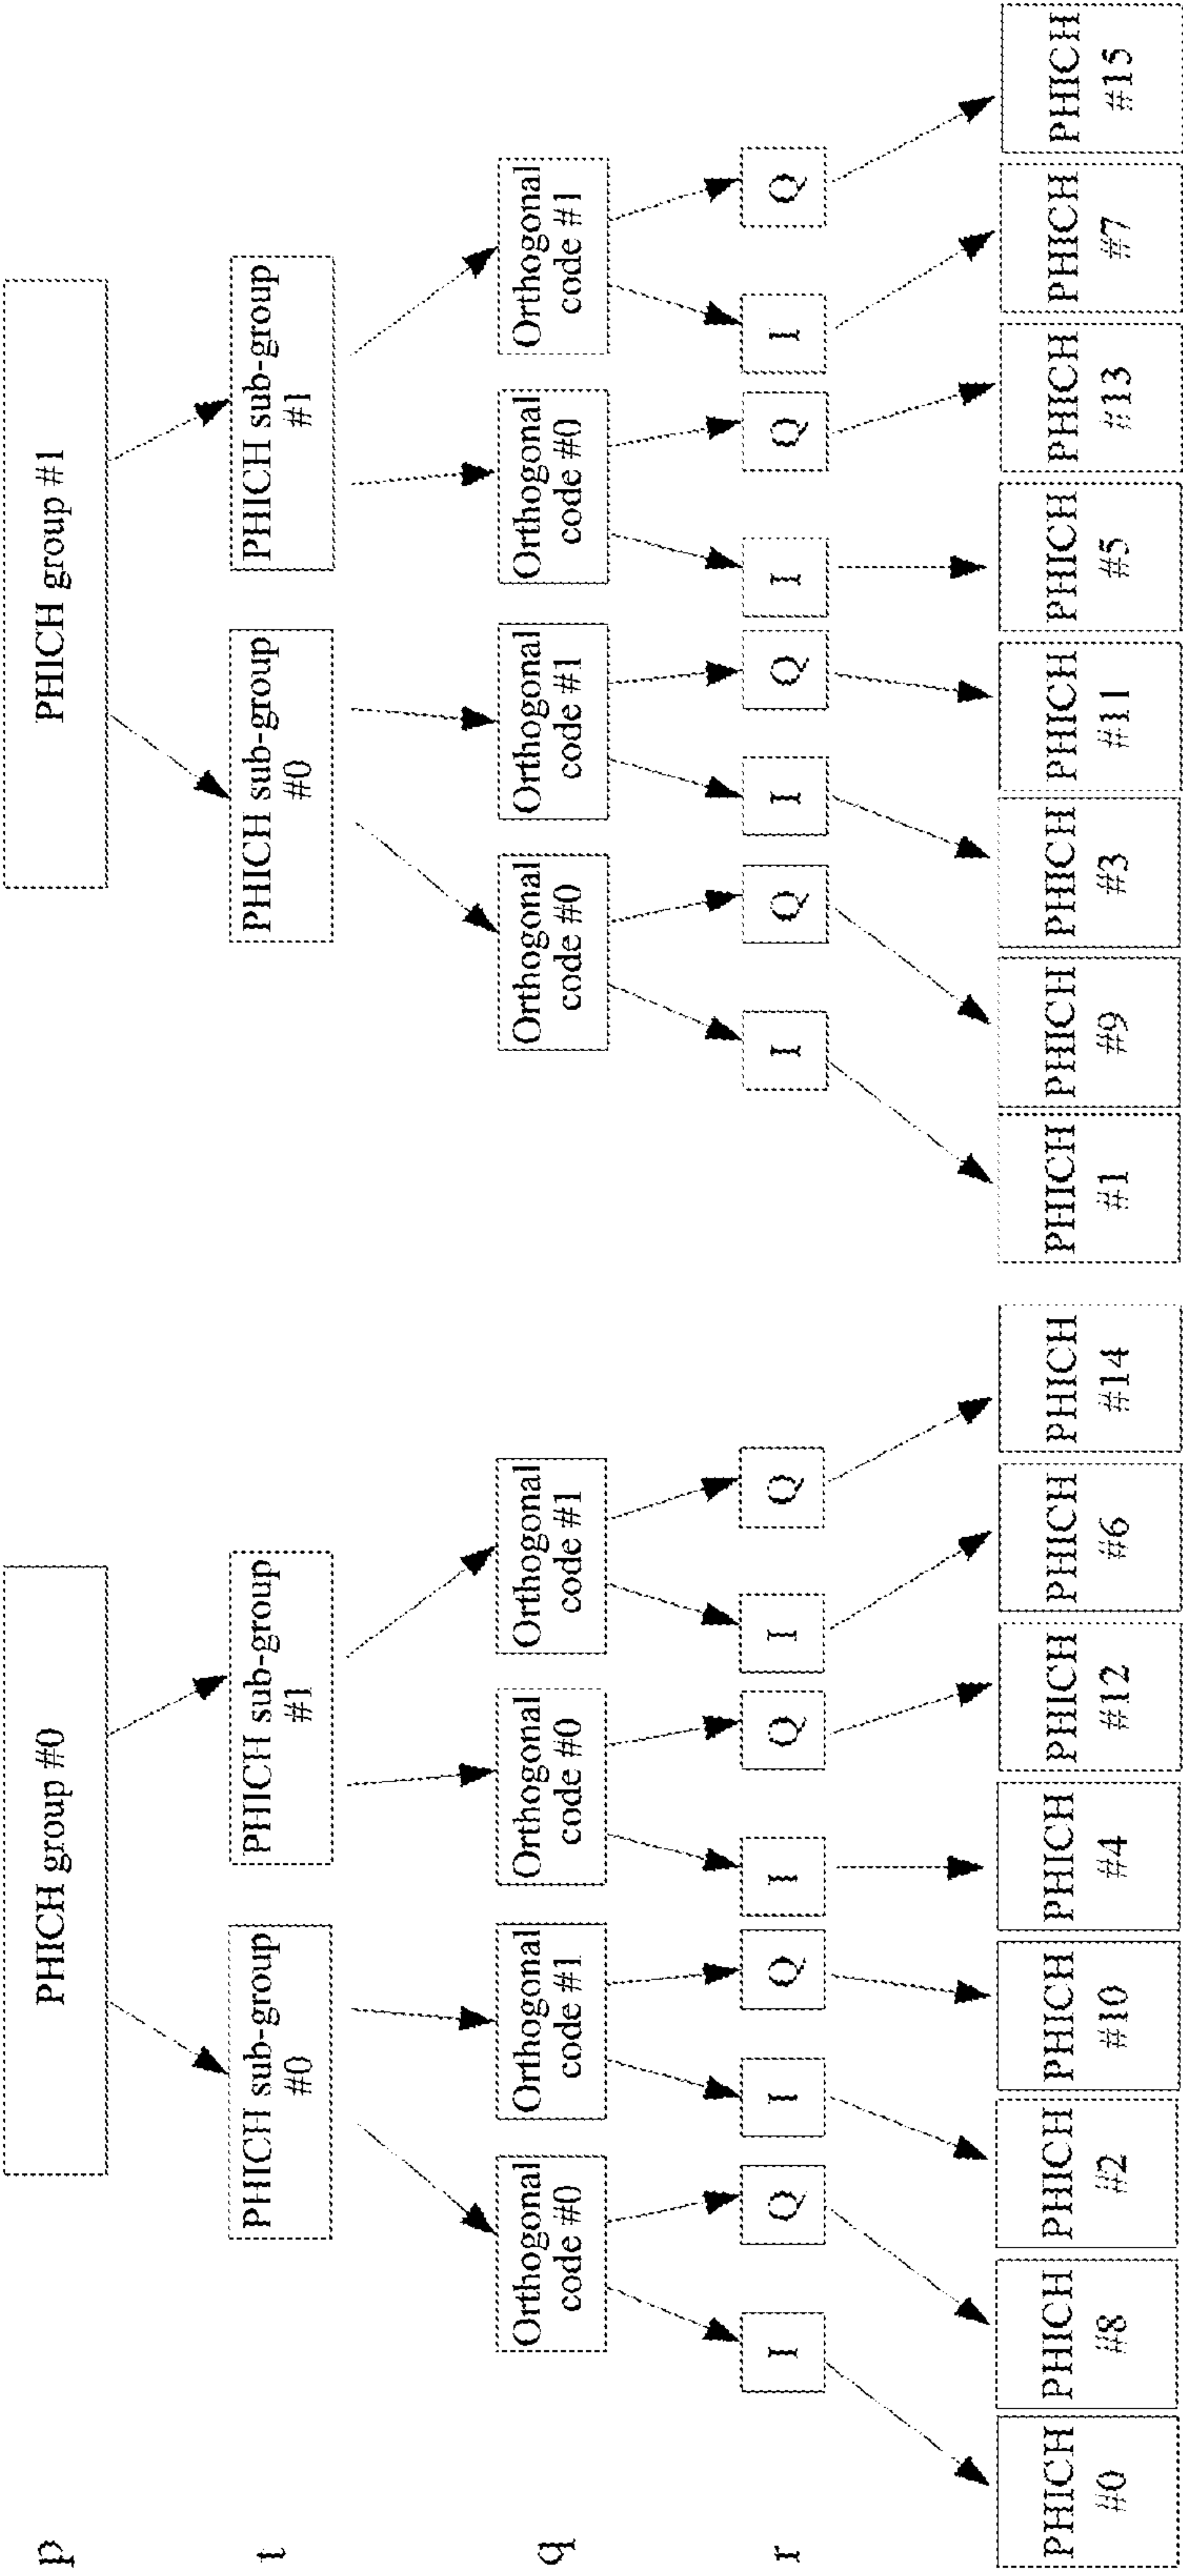 p
PHICH group #0
PHICH group #1
t
PHICH sub-group
#0
PHICH sub-group
#1
PHICH sub-group
#0
PHICH sub-group
#1
q
Orthogonal
code #0
Orthogonal
code #1
Orthogonal
code #0
Orthogonal
code #1
Orthogonal
code #0
Orthogonal
code #1
Orthogonal
code #0
Orthogonal
code #1
r
I
Q
I
Q
I
Q
I
Q
I
Q
I
Q
I
Q
I
Q
PHICH
#0
PHICH
#8
PHICH
#2
PHICH
#10
PHICH
#4
PHICH
#12
PHICH
#6
PHICH
#14
PHICH
#1
PHICH
#9
PHICH
#3
PHICH
#11
PHICH
#5
PHICH
#13
PHICH
#7
PHICH
#15